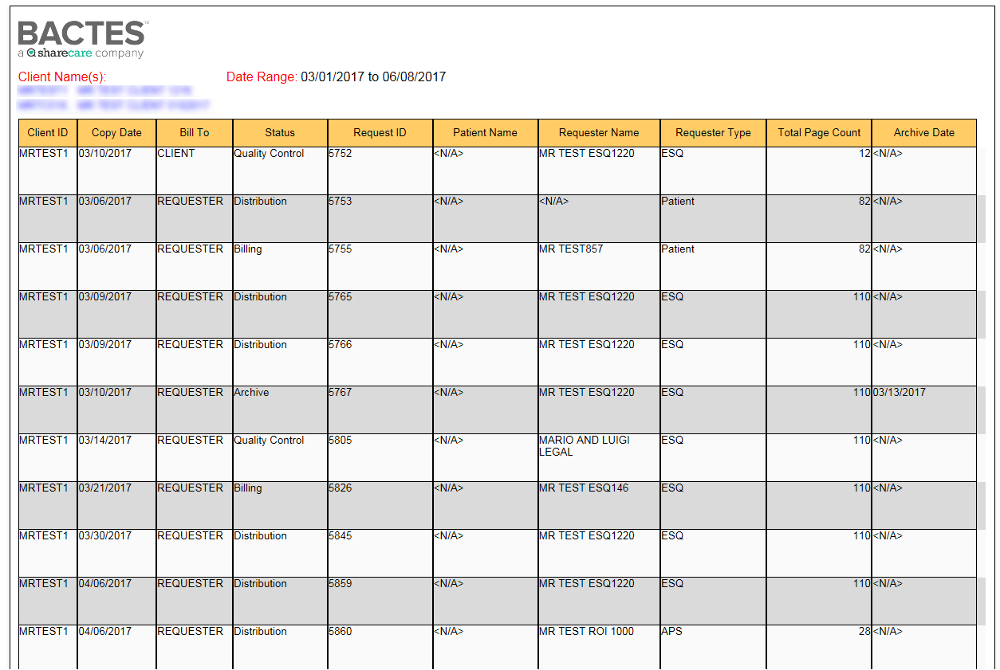 BACTES™
a sharecare company
Client Name(s): Date Range: 03/01/2017 to 06/08/2017
Client ID Copy Date Bill To Status Request ID Patient Name Requester Name Requester Type Total Page Count Archive Date
MRTEST1 03/10/2017 CLIENT Quality Control 5752 <N/A> MR TEST ESQ1220 ESQ 12 <N/A>
MRTEST1 03/06/2017 REQUESTER Distribution 5753 <N/A> <N/A> Patient 82 <N/A>
MRTEST1 03/06/2017 REQUESTER Billing 5755 <N/A> MR TEST857 Patient 82 <N/A>
MRTEST1 03/09/2017 REQUESTER Distribution 5765 <N/A> MR TEST ESQ1220 ESQ 110 <N/A>
MRTEST1 03/09/2017 REQUESTER Distribution 5766 <N/A> MR TEST ESQ1220 ESQ 110 <N/A>
MRTEST1 03/10/2017 REQUESTER Archive 5767 <N/A> MR TEST ESQ1220 ESQ 110 03/13/2017
MRTEST1 03/14/2017 REQUESTER Quality Control 5805 <N/A> MARIO AND LUIGI ESQ 110 <N/A>
LEGAL
MRTEST1 03/21/2017 REQUESTER Billing 5826 <N/A> MR TEST ESQ146 ESQ 110 <N/A>
MRTEST1 03/30/2017 REQUESTER Distribution 5845 <N/A> MR TEST ESQ1220 ESQ 110 <N/A>
MRTEST1 04/06/2017 REQUESTER Distribution 5859 <N/A> MR TEST ESQ1220 ESQ 110 <N/A>
MRTEST1 04/06/2017 REQUESTER Distribution 5860 <N/A> MR TEST ROI 1000 APS 28 <N/A>